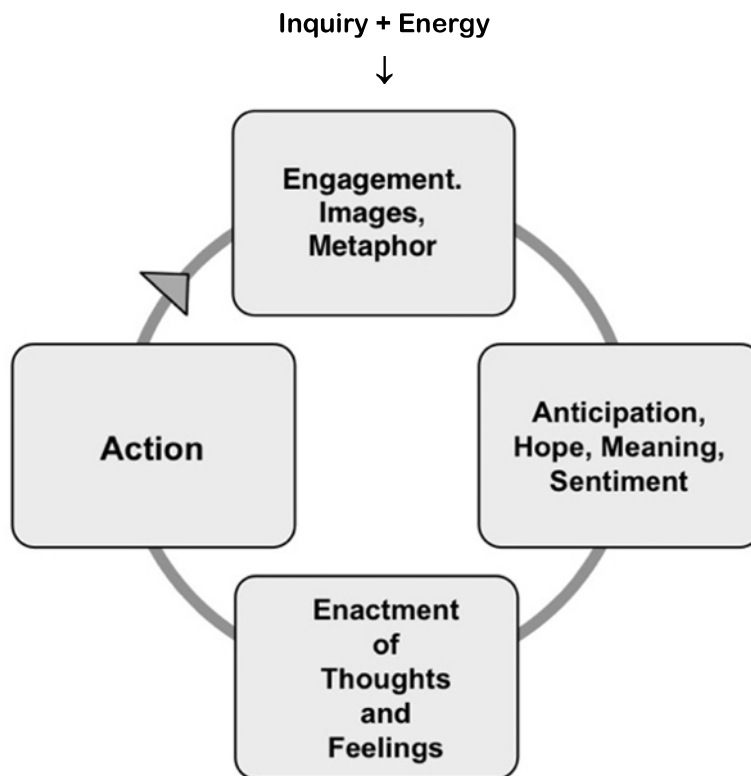 Inquiry + Energy
↓
Engagement.
Images,
Metaphor
Anticipation,
Hope, Meaning,
Sentiment
Enactment
of
Thoughts
and
Feelings
Action